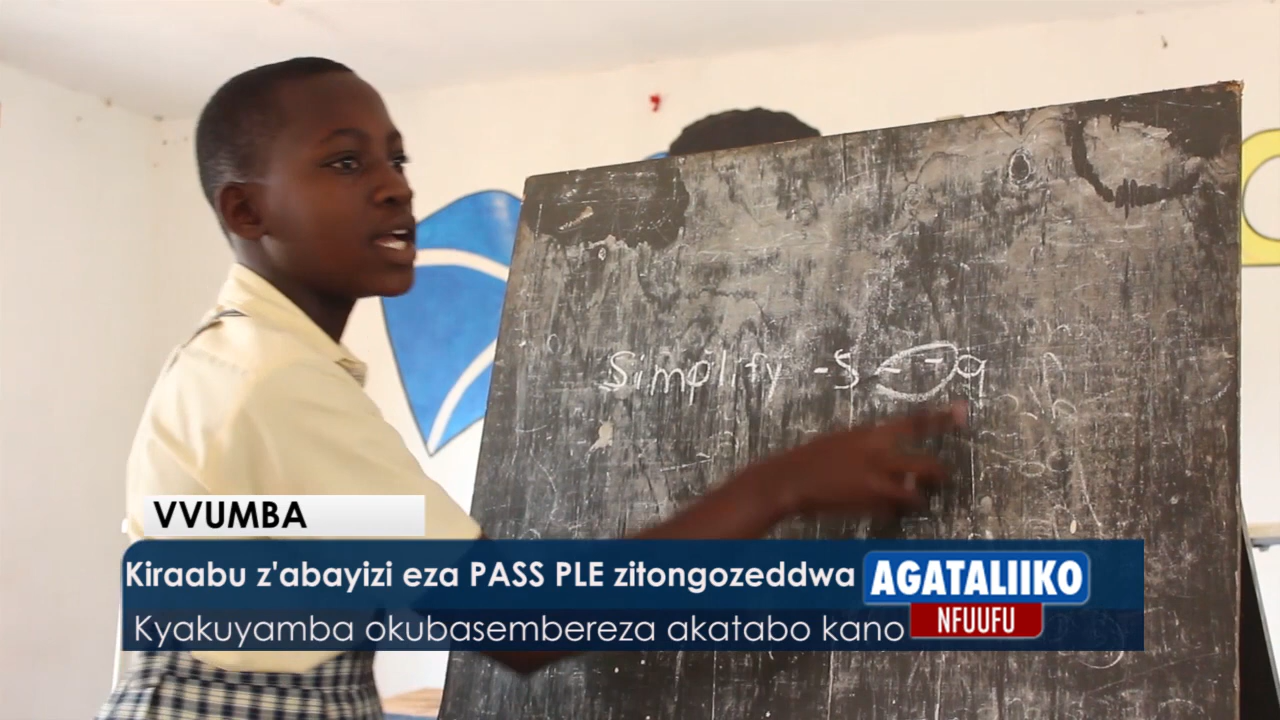 Simplify -5 - -9
VVUMBA
Kiraabu z'abayizi eza PASS PLE zitongozeddwa
Kyakuyamba okubasembereza akatabo kano
AGATALIIKO
NFUUFU